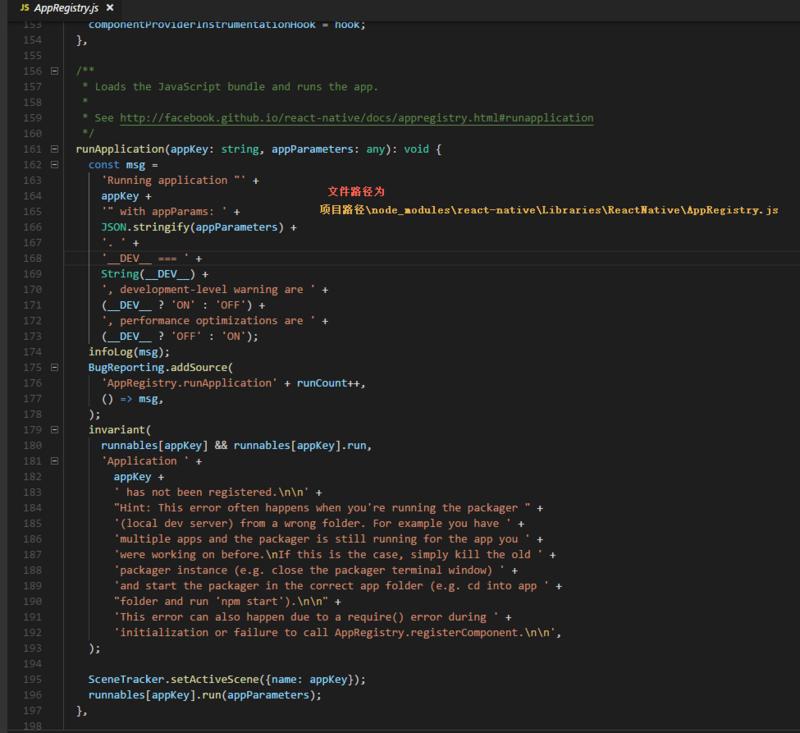 JS AppRegistry.js ×
153 componentProviderInstrumentationHook = hook;
154 },
155
156 /**
157 * Loads the JavaScript bundle and runs the app.
158 *
159 * See http://facebook.github.io/react-native/docs/appregistry.html#runapplication
160 */
161 runApplication(appKey: string, appParameters: any): void {
162 const msg =
163 'Running application "' +
文件路径为
164 appKey +
165 '" with appParams: ' +
项目路径\node_modules\react-native\Libraries\ReactNative\AppRegistry.js
166 JSON.stringify(appParameters) +
167 '. ' +
168 '__DEV__ === ' +
169 String(__DEV__) +
170 ', development-level warning are ' +
171 (__DEV__ ? 'ON' : 'OFF') +
172 ', performance optimizations are ' +
173 (__DEV__ ? 'OFF' : 'ON');
174 infoLog(msg);
175 BugReporting.addSource(
176 'AppRegistry.runApplication' + runCount++,
177 () => msg,
178 );
179 invariant(
180 runnables[appKey] && runnables[appKey].run,
181 'Application ' +
182 appKey +
183 ' has not been registered.\n\n' +
184 "Hint: This error often happens when you're running the packager " +
185 '(local dev server) from a wrong folder. For example you have ' +
186 'multiple apps and the packager is still running for the app you ' +
187 'were working on before.\nIf this is the case, simply kill the old ' +
188 'packager instance (e.g. close the packager terminal window) ' +
189 'and start the packager in the correct app folder (e.g. cd into app ' +
190 "folder and run 'npm start').\n\n" +
191 'This error can also happen due to a require() error during ' +
192 'initialization or failure to call AppRegistry.registerComponent.\n\n',
193 );
194
195 SceneTracker.setActiveScene({name: appKey});
196 runnables[appKey].run(appParameters);
197 },
198